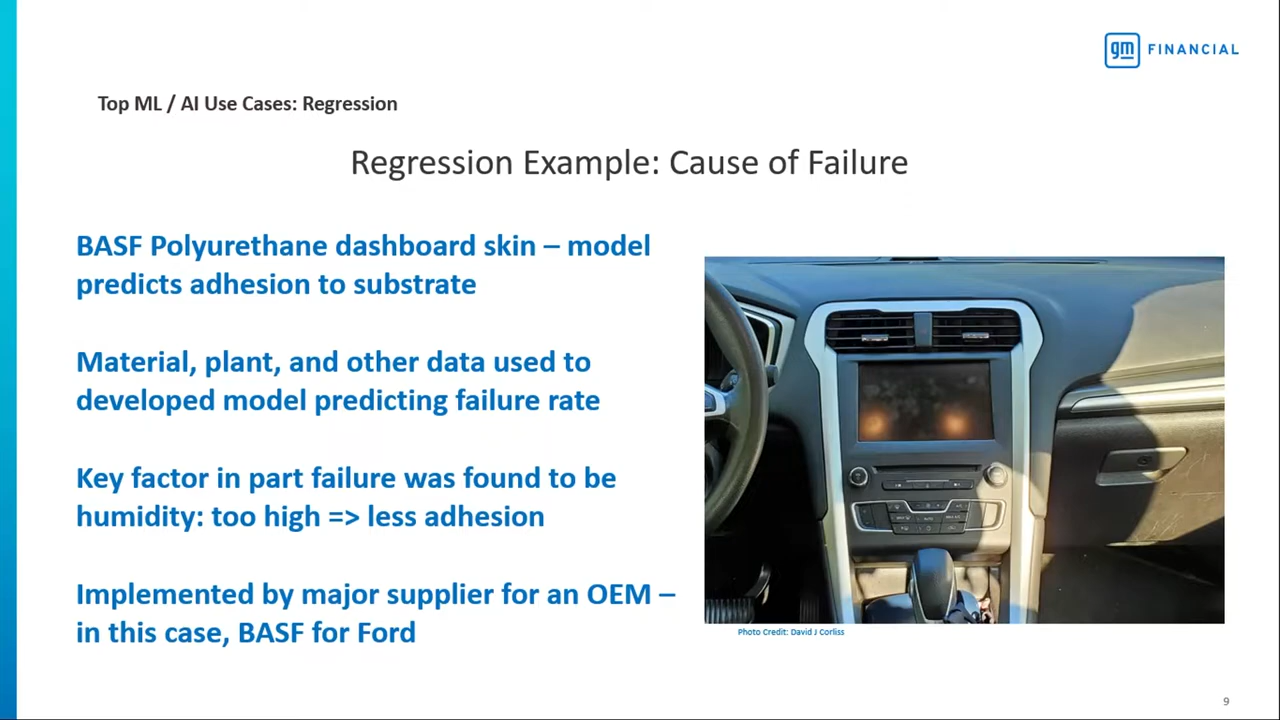 gm FINANCIAL
Top ML / AI Use Cases: Regression
Regression Example: Cause of Failure
BASF Polyurethane dashboard skin – model
predicts adhesion to substrate
Material, plant, and other data used to
developed model predicting failure rate
Key factor in part failure was found to be
humidity: too high => less adhesion
Implemented by major supplier for an OEM –
in this case, BASF for Ford
Photo Credit: David J Corliss
9